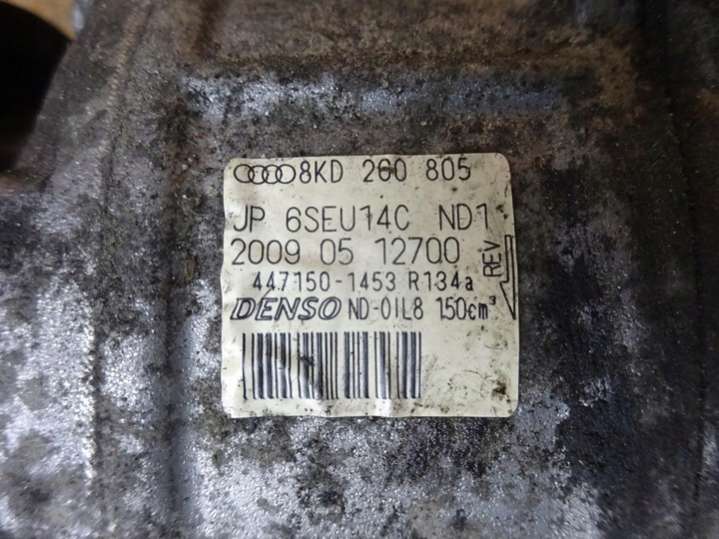 8KD 260 805
JP 6SEU14C ND1
2009 05 12700
447150-1453 R134a
REV
DENSO ND-OIL8 150cm³